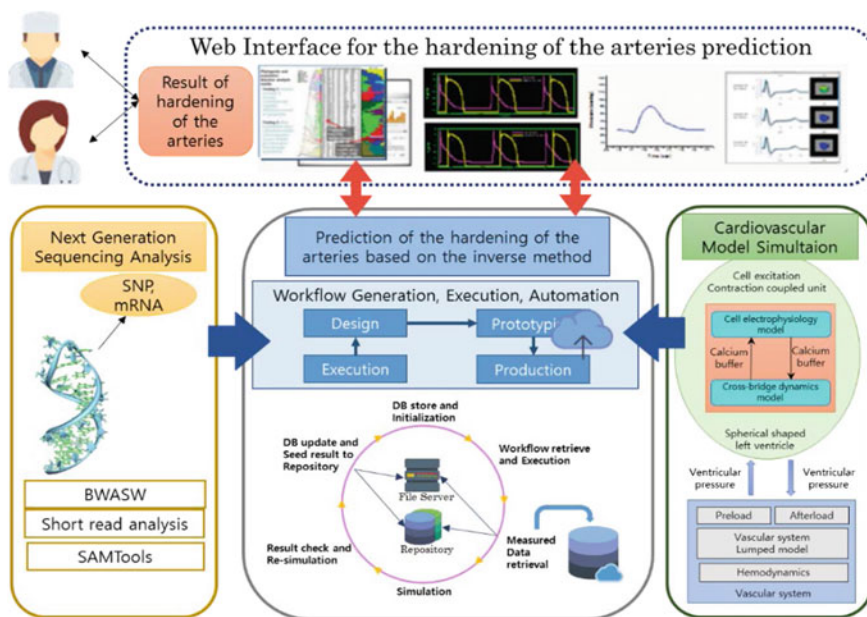 Web Interface for the hardening of the arteries prediction
Result of
hardening
of the
arteries
Next Generation
Sequencing Analysis
SNP,
mRNA
BWASW
Short read analysis
SAMTools
Prediction of the hardening of the
arteries based on the inverse method
Workflow Generation, Execution, Automation
Design
Prototypi
Execution
Production
DB store and
Initialization
DB update and
Seed result to
Repository
Workflow retrieve
and Execution
File Server
Repository
Measured
Data
retrieval
Result check and
Re-simulation
Simulation
Cardiovascular
Model Simultaion
Cell excitation
Contraction coupled unit
Cell electrophysiology
model
Calcium
buffer
Calcium
buffer
Cross-bridge dynamics
model
Spherical shaped
left ventricle
Ventricular
pressure
Ventricular
pressure
Preload
Afterload
Vascular system
Lumped model
Hemodynamics
Vascular system